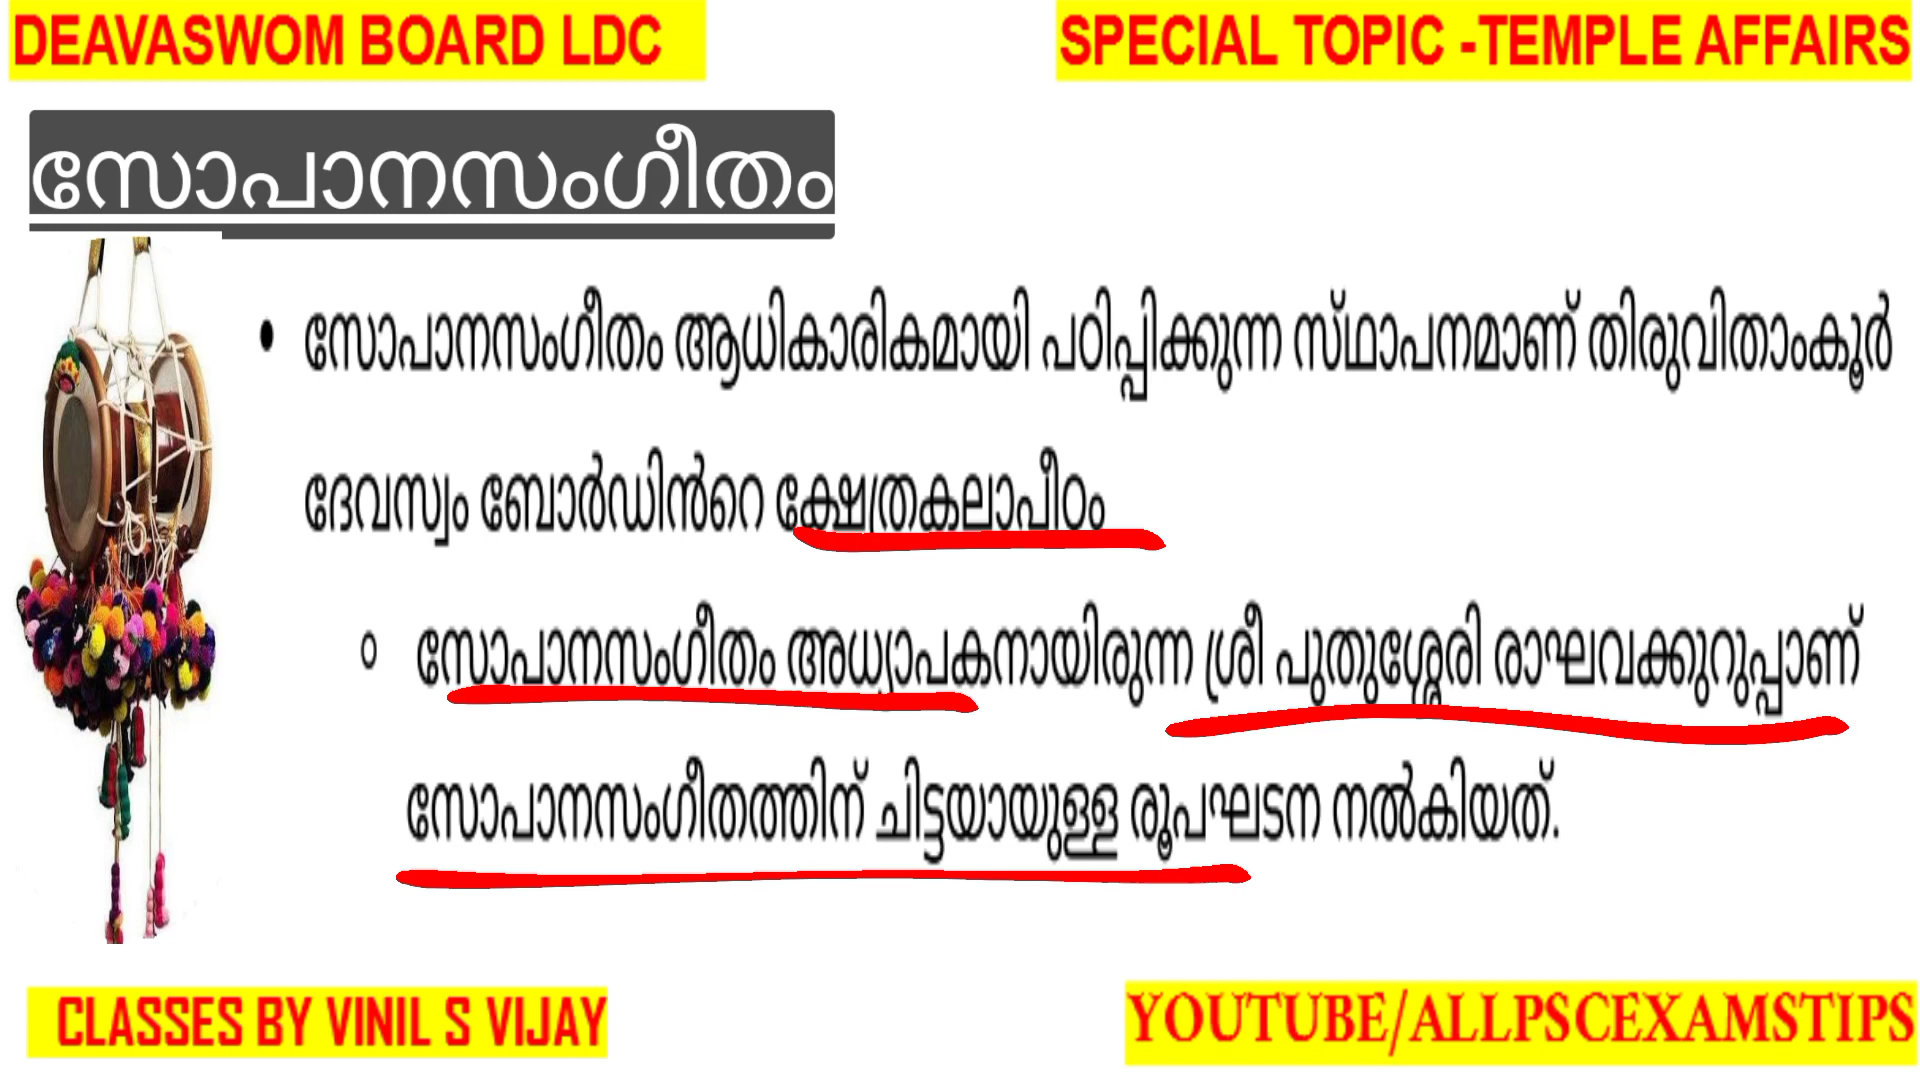 DEAVASWOM BOARD LDC
SPECIAL TOPIC -TEMPLE AFFAIRS
സോപാനസംഗീതം
• സോപാനസംഗീതം ആധികാരികമായി പഠിപ്പിക്കുന്ന സ്ഥാപനമാണ് തിരുവിതാംകൂർ
ദേവസ്വം ബോർഡിൻറെ ക്ഷേത്രകലാപീഠം
o സോപാനസംഗീതം അധ്യാപകനായിരുന്ന ശ്രീ പുതുശ്ശേരി രാഘവക്കുറുപ്പാണ്
സോപാനസംഗീതത്തിന് ചിട്ടയായുള്ള രൂപഘടന നൽകിയത്.
CLASSES BY VINIL S VIJAY
YOUTUBE/ALLPSCEXAMSTIPS